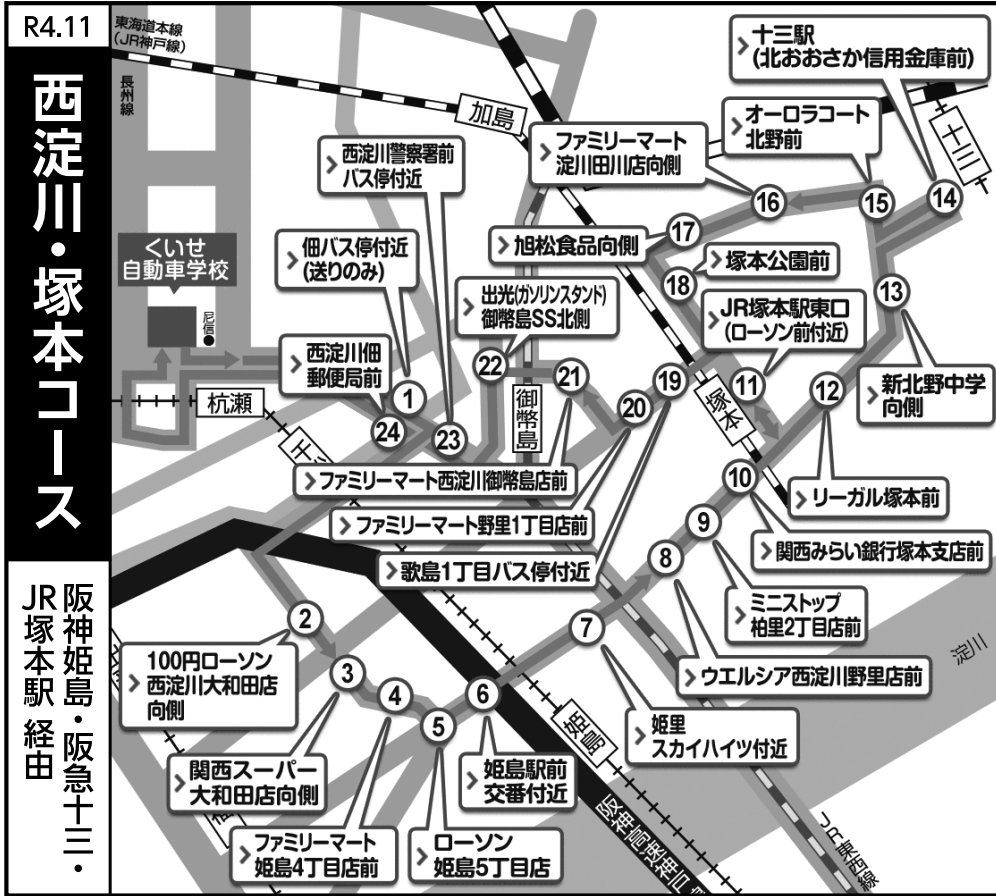 R4.11
西淀川・塚本コース
阪神姫島・阪急十三・
JR塚本駅 経由
東海道本線
(JR神戸線)
長州線
加島
十三
十三駅
(北おおさか信用金庫前)
オーロラコート
北野前
ファミリーマート
淀川田川店向側
西淀川警察署前
バス停付近
佃バス停付近
(送りのみ)
旭松食品向側
塚本公園前
出光(ガソリンスタンド)
御幣島SS北側
JR塚本駅東口
(ローソン前付近)
くいせ
自動車学校
尼信
西淀川佃
郵便局前
杭瀬
御幣島
塚本
新北野中学
向側
リーガル塚本前
関西みらい銀行塚本支店前
ファミリーマート西淀川御幣島店前
ファミリーマート野里1丁目店前
歌島1丁目バス停付近
ミニストップ
柏里2丁目店前
ウエルシア西淀川野里店前
姫里
スカイハイツ付近
100円ローソン
西淀川大和田店
向側
関西スーパー
大和田店向側
ファミリーマート
姫島4丁目店前
ローソン
姫島5丁目店
姫島駅前
交番付近
姫島
淀川
阪神高速神戸線
JR東西線
1
2
3
4
5
6
7
8
9
10
11
12
13
14
15
16
17
18
19
20
21
22
23
24